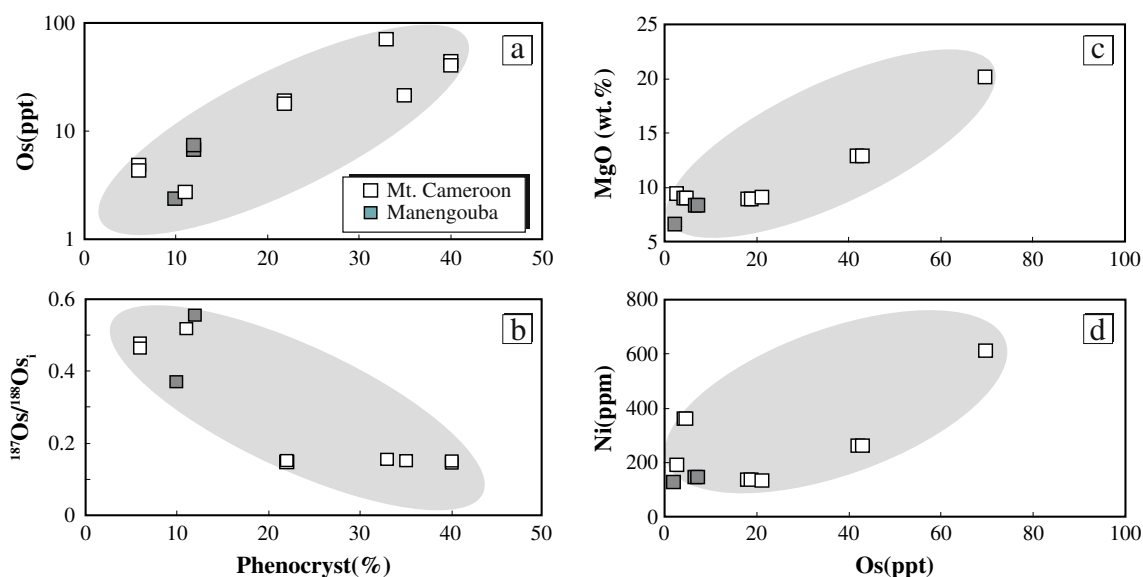 a
100
10
1
Os(ppt)
0 10 20 30 40 50
Mt. Cameroon
Manengouba
b
0.6
0.4
0.2
0
¹⁸⁷Os/¹⁸⁸Osᵢ
0 10 20 30 40 50
Phenocryst(%)
c
25
20
15
10
5
MgO (wt.%)
0 20 40 60 80 100
d
800
600
400
200
0
Ni(ppm)
0 20 40 60 80 100
Os(ppt)